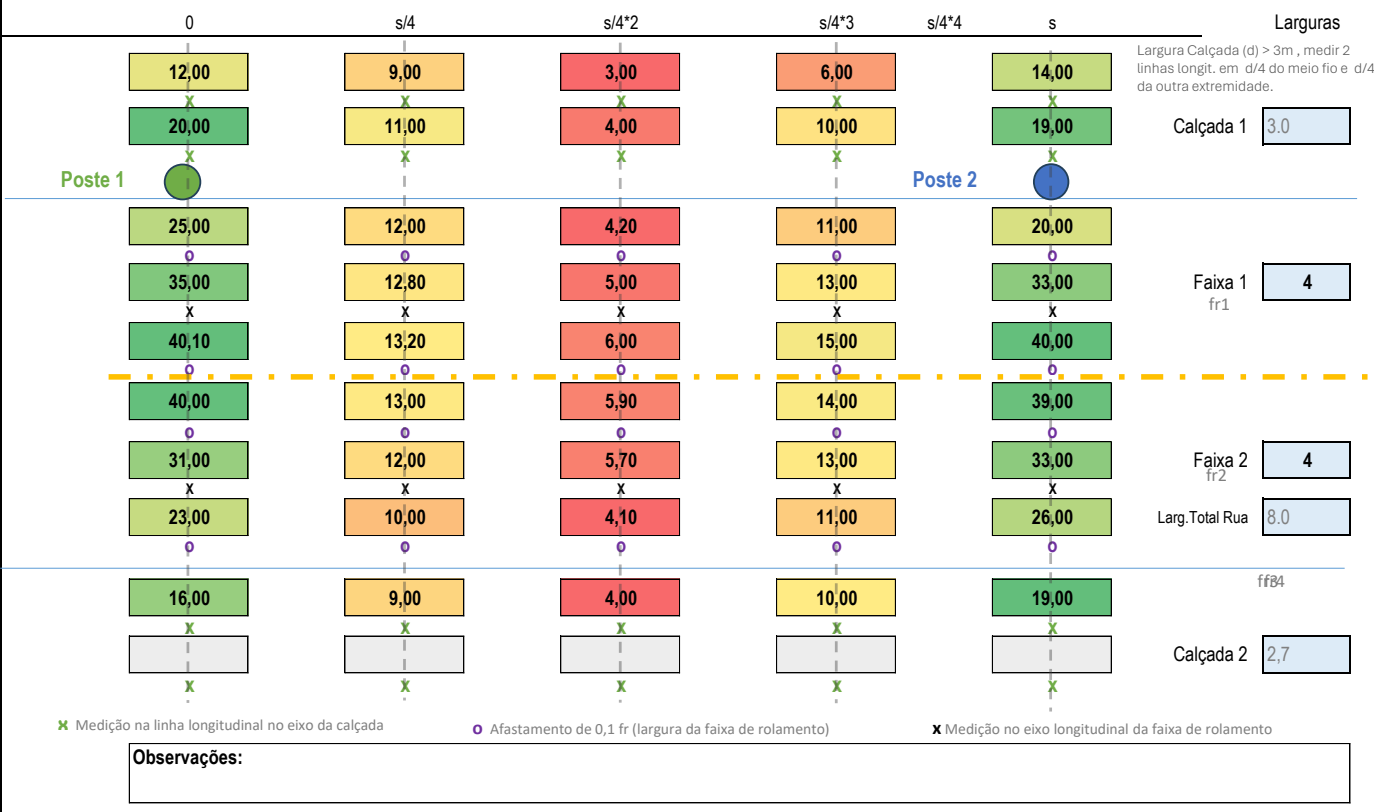 0 s/4 s/4*2 s/4*3 s/4*4 s Larguras
Largura Calçada (d) > 3m , medir 2
linhas longit. em d/4 do meio fio e d/4
da outra extremidade.
12,00 9,00 3,00 6,00 14,00
x x x x x
20,00 11,00 4,00 10,00 19,00 Calçada 1 3.0
x x x x x
Poste 1 Poste 2
25,00 12,00 4,20 11,00 20,00
o o o o o
35,00 12,80 5,00 13,00 33,00 Faixa 1 4
fr1
x x x x x
40,10 13,20 6,00 15,00 40,00
o o o o o
40,00 13,00 5,90 14,00 39,00
o o o o o
31,00 12,00 5,70 13,00 33,00 Faixa 2 4
fr2
x x x x x
23,00 10,00 4,10 11,00 26,00 Larg.Total Rua 8.0
o o o o o
16,00 9,00 4,00 10,00 19,00
x x x x x
Calçada 2 2,7
x x x x x
x Medição na linha longitudinal no eixo da calçada o Afastamento de 0,1 fr (largura da faixa de rolamento) x Medição no eixo longitudinal da faixa de rolamento
Observações: